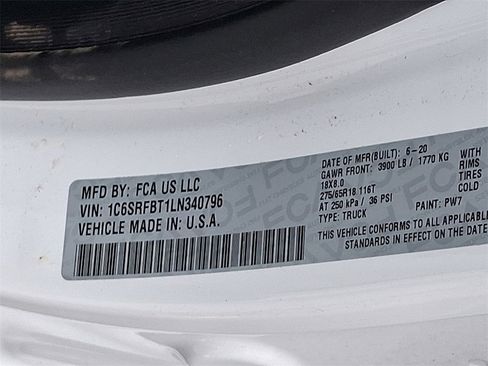 MFD BY: FCA US LLC
VIN: 1C6SRFBT1LN340796
VEHICLE MADE IN: U.S.A.
DATE OF MFR(BUILT): 6-20
GAWR FRONT: 3900 LB / 1770 KG WITH
18X8.0 RIMS
275/65R18 116T TIRES
AT 250 kPa / 36 PSI COLD
TYPE: TRUCK PAINT: PW7
THIS VEHICLE CONFORMS TO ALL APPLICABLE
STANDARDS IN EFFECT ON THE DATE